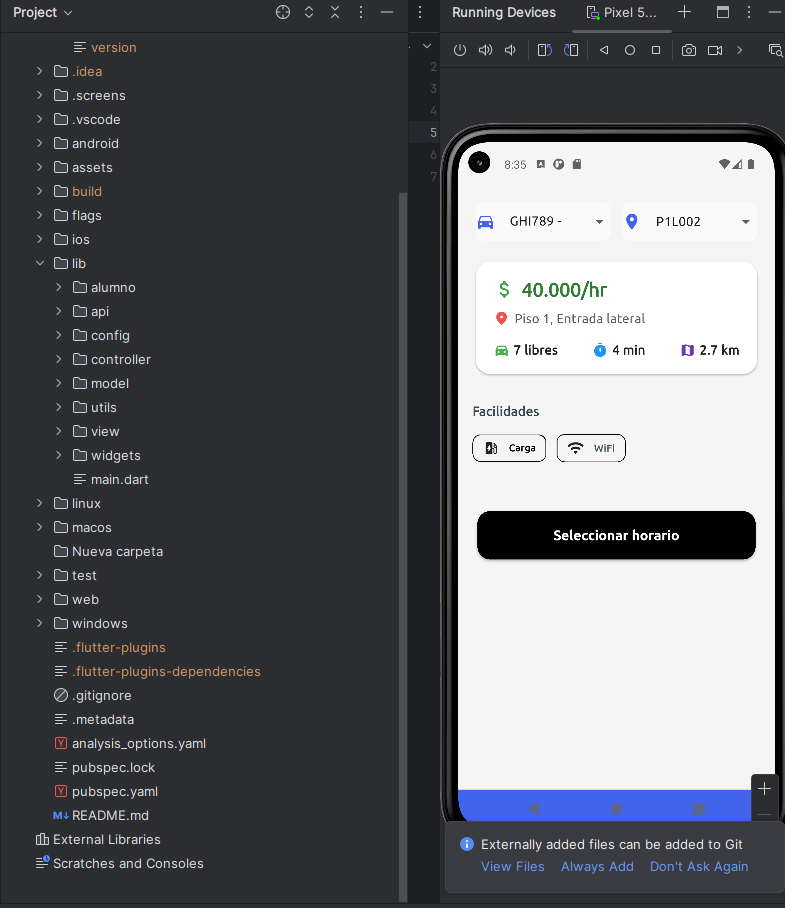 Project
version
.idea
.screens
.vscode
android
assets
build
flags
ios
lib
alumno
api
config
controller
model
utils
view
widgets
main.dart
linux
macos
Nueva carpeta
test
web
windows
.flutter-plugins
.flutter-plugins-dependencies
.gitignore
.metadata
analysis_options.yaml
pubspec.lock
pubspec.yaml
M↓ README.md
External Libraries
Scratches and Consoles
2
3
4
5
6
7
Running Devices
Pixel 5...
8:35
GHI789 -
P1L002
$ 40.000/hr
Piso 1, Entrada lateral
7 libres
4 min
2.7 km
Facilidades
Carga
WiFi
Seleccionar horario
Externally added files can be added to Git
View Files
Always Add
Don't Ask Again